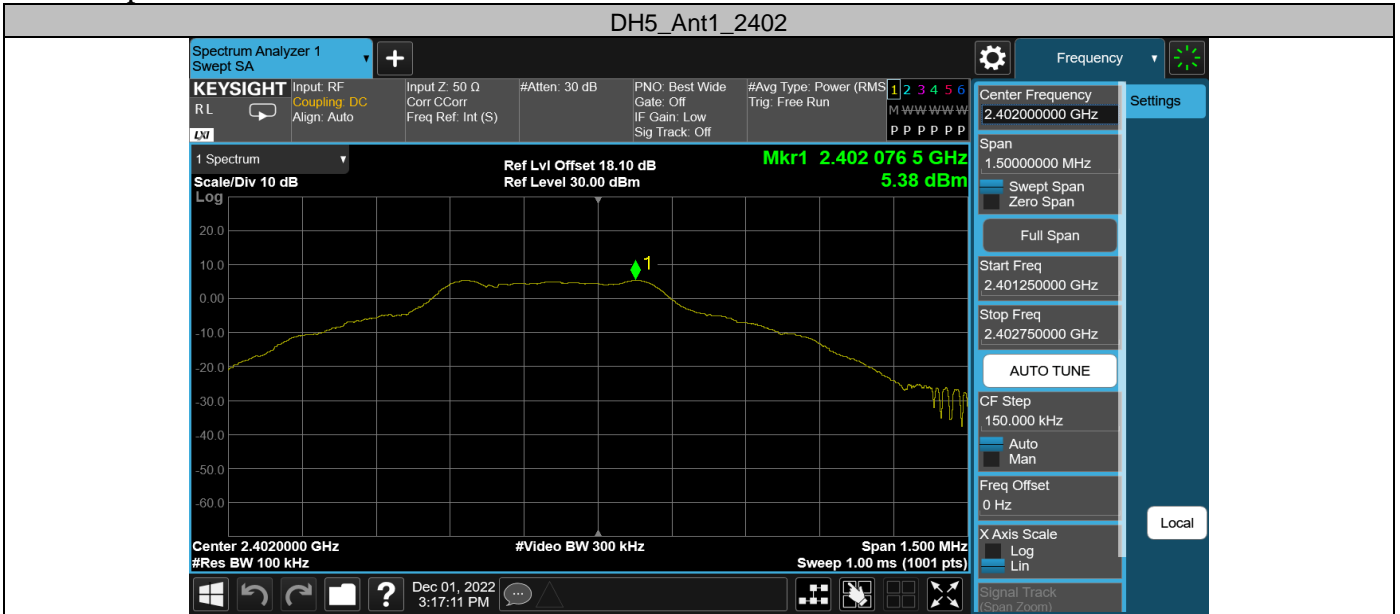 DH5_Ant1_2402
Spectrum Analyzer 1
Swept SA
Frequency
KEYSIGHT
RL
LXI
Input: RF
Coupling: DC
Align: Auto
Input Z: 50 Ω
Corr CCorr
Freq Ref: Int (S)
#Atten: 30 dB
PNO: Best Wide
Gate: Off
IF Gain: Low
Sig Track: Off
#Avg Type: Power (RMS
Trig: Free Run
1 2 3 4 5 6
M W W W W W
P P P P P P
1 Spectrum
Scale/Div 10 dB
Log
Ref Lvl Offset 18.10 dB
Ref Level 30.00 dBm
Mkr1 2.402 076 5 GHz
5.38 dBm
1
20.0
10.0
0.00
-10.0
-20.0
-30.0
-40.0
-50.0
-60.0
Center 2.4020000 GHz
#Res BW 100 kHz
#Video BW 300 kHz
Span 1.500 MHz
Sweep 1.00 ms (1001 pts)
Center Frequency
2.402000000 GHz
Settings
Span
1.50000000 MHz
Swept Span
Zero Span
Full Span
Start Freq
2.401250000 GHz
Stop Freq
2.402750000 GHz
AUTO TUNE
CF Step
150.000 kHz
Auto
Man
Freq Offset
0 Hz
X Axis Scale
Log
Lin
Local
Signal Track
(Span Zoom)
?
Dec 01, 2022
3:17:11 PM